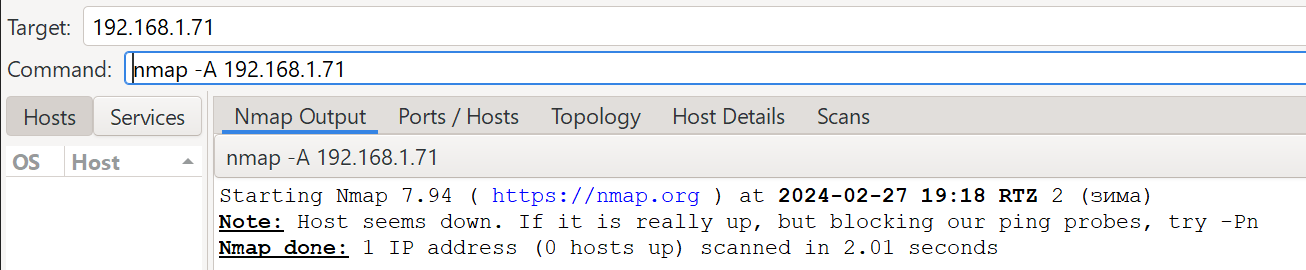 Target: 192.168.1.71
Command: nmap -A 192.168.1.71
Hosts Services Nmap Output Ports / Hosts Topology Host Details Scans
OS Host nmap -A 192.168.1.71
Starting Nmap 7.94 ( https://nmap.org ) at 2024-02-27 19:18 RTZ 2 (зима)
Note: Host seems down. If it is really up, but blocking our ping probes, try -Pn
Nmap done: 1 IP address (0 hosts up) scanned in 2.01 seconds